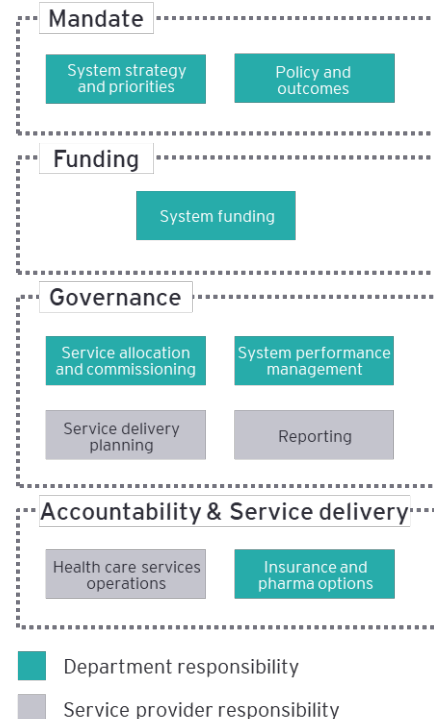 Mandate
System strategy
and priorities
Policy and
outcomes
Funding
System funding
Governance
Service allocation
and commissioning
System performance
management
Service delivery
planning
Reporting
Accountability & Service delivery
Health care services
operations
Insurance and
pharma options
Department responsibility
Service provider responsibility